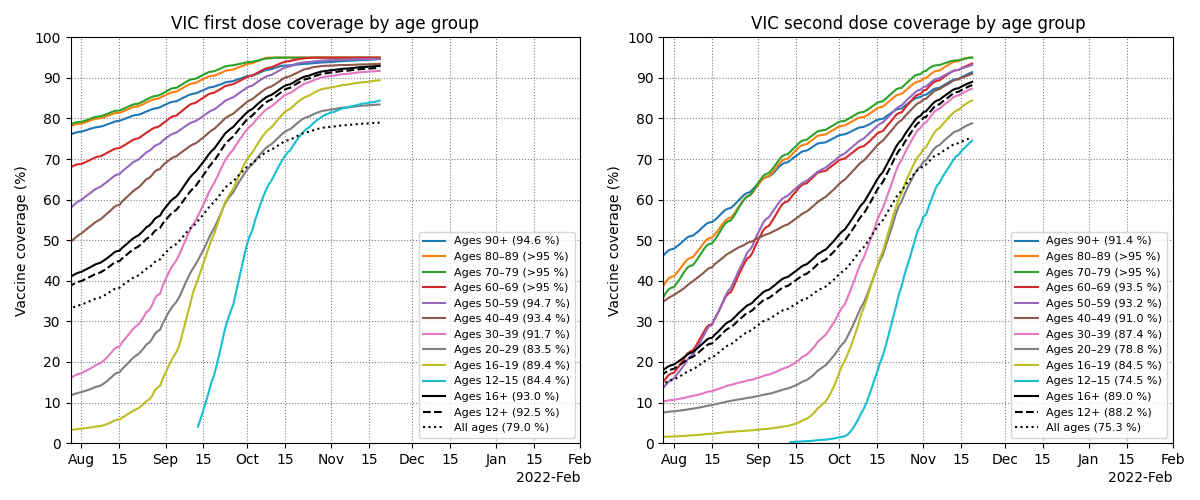 VIC first dose coverage by age group
Vaccine coverage (%)
100
90
80
70
60
50
40
30
20
10
0
Ages 90+ (94.6 %)
Ages 80–89 (>95 %)
Ages 70–79 (>95 %)
Ages 60–69 (>95 %)
Ages 50–59 (94.7 %)
Ages 40–49 (93.4 %)
Ages 30–39 (91.7 %)
Ages 20–29 (83.5 %)
Ages 16–19 (89.4 %)
Ages 12–15 (84.4 %)
Ages 16+ (93.0 %)
Ages 12+ (92.5 %)
All ages (79.0 %)
Aug 15 Sep 15 Oct 15 Nov 15 Dec 15 Jan 15 Feb
2022-Feb
VIC second dose coverage by age group
Vaccine coverage (%)
100
90
80
70
60
50
40
30
20
10
0
Ages 90+ (91.4 %)
Ages 80–89 (>95 %)
Ages 70–79 (>95 %)
Ages 60–69 (93.5 %)
Ages 50–59 (93.2 %)
Ages 40–49 (91.0 %)
Ages 30–39 (87.4 %)
Ages 20–29 (78.8 %)
Ages 16–19 (84.5 %)
Ages 12–15 (74.5 %)
Ages 16+ (89.0 %)
Ages 12+ (88.2 %)
All ages (75.3 %)
Aug 15 Sep 15 Oct 15 Nov 15 Dec 15 Jan 15 Feb
2022-Feb